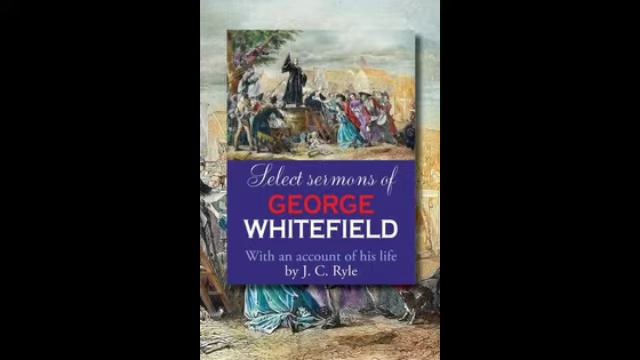 Select sermons of
GEORGE
WHITEFIELD
With an account of his life
by J. C. Ryle